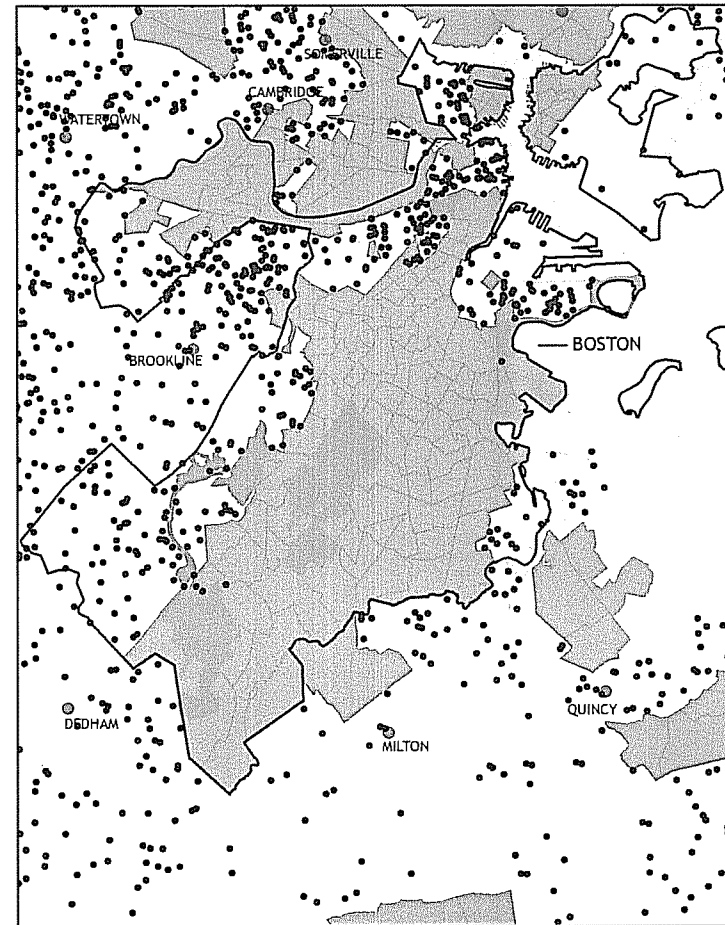 SOMERVILLE
CAMBRIDGE
WATERTOWN
BROOKLINE
BOSTON
DEDHAM
MILTON
QUINCY